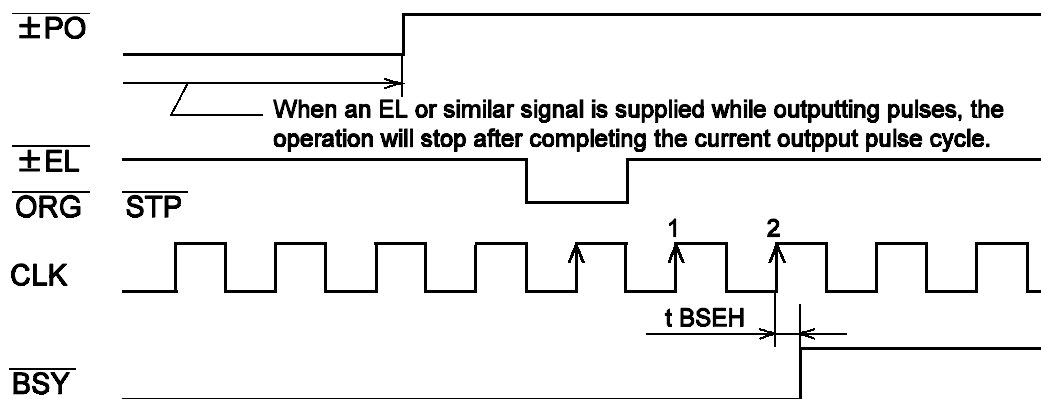 ±PO
When an EL or similar signal is supplied while outputting pulses, the
operation will stop after completing the current outpput pulse cycle.
±EL
ORG STP
1 2
CLK
t BSEH
BSY